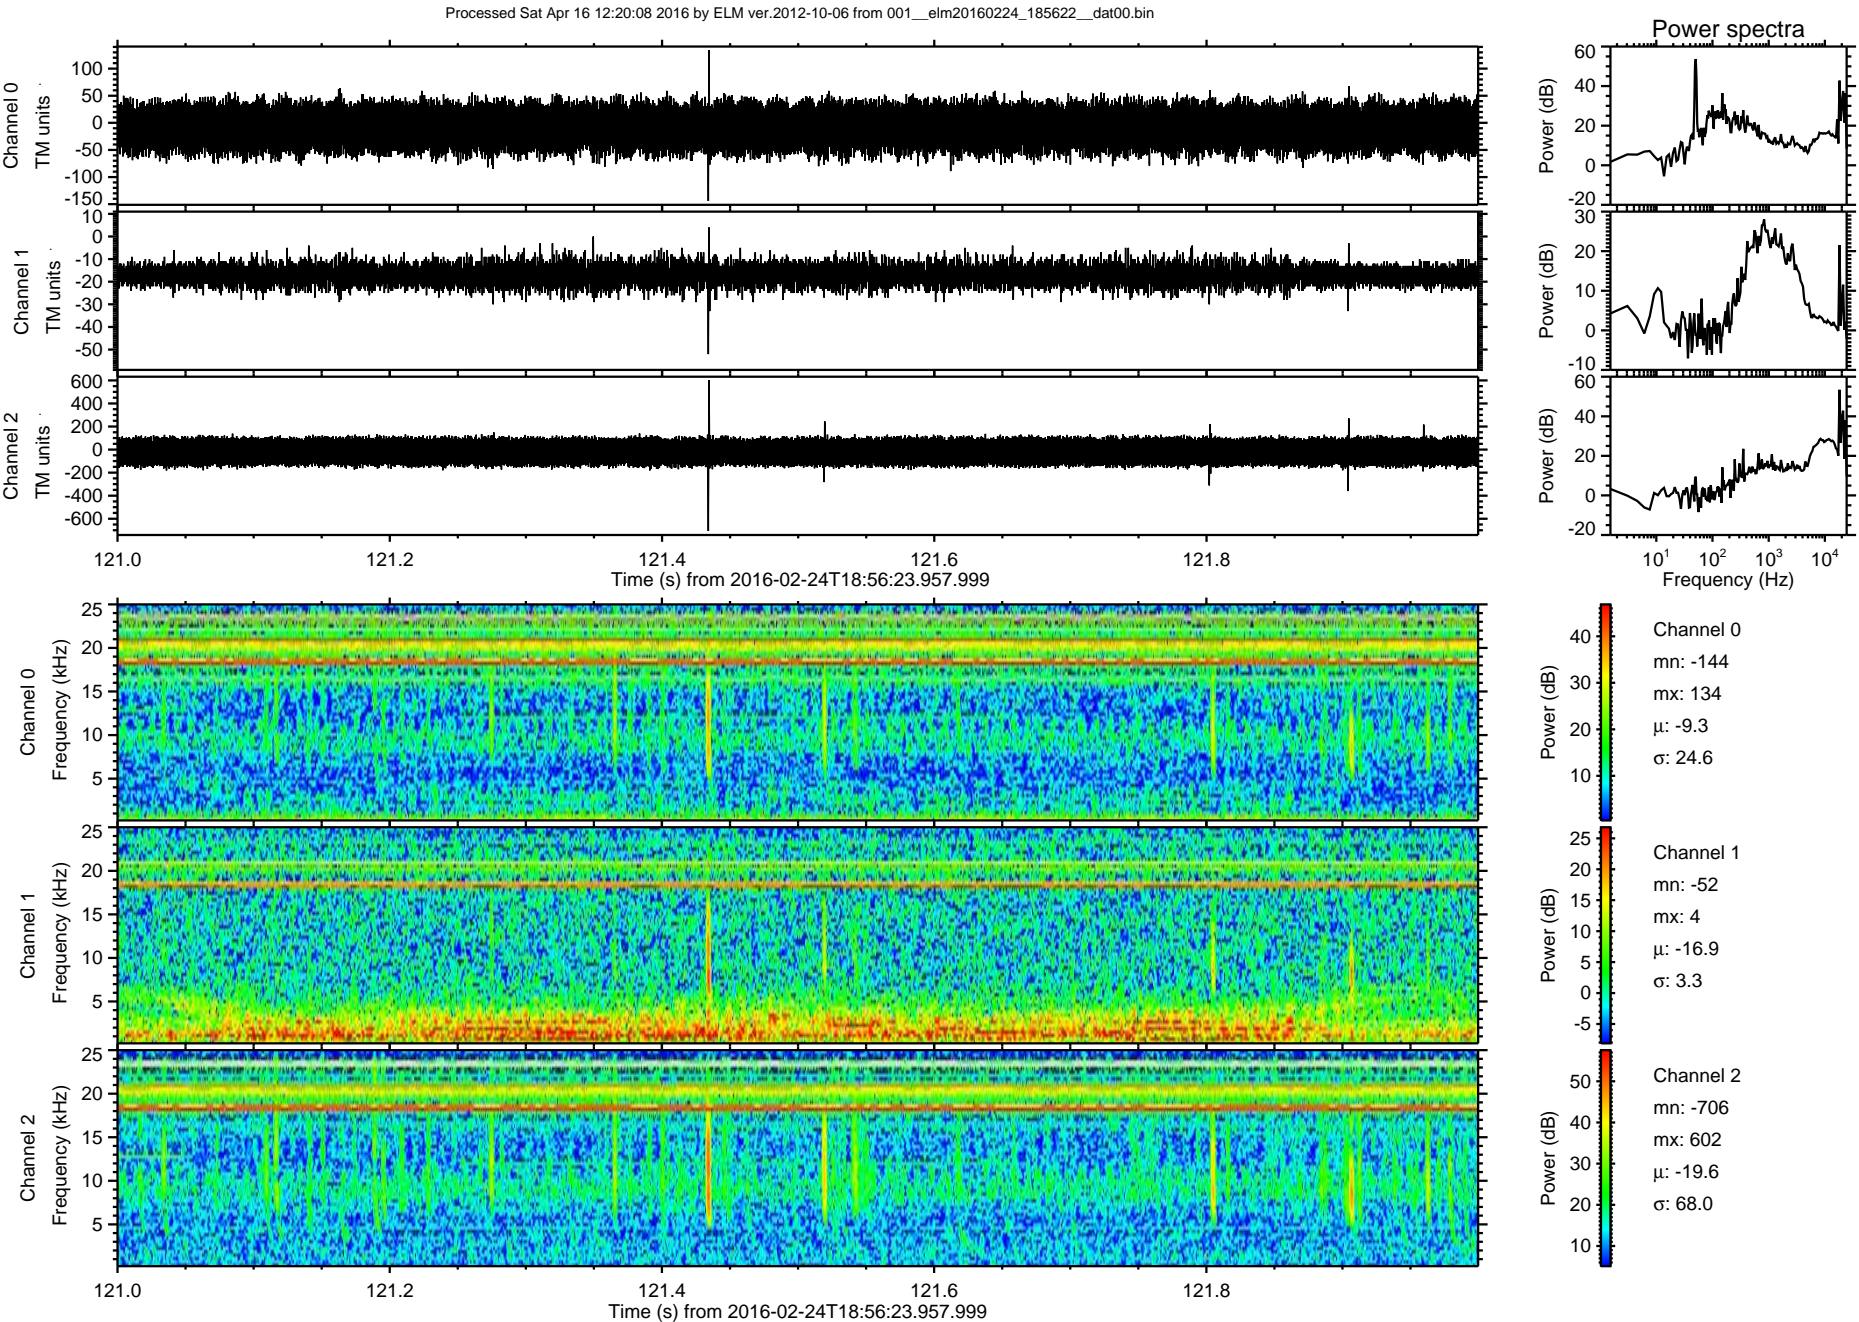 Processed Sat Apr 16 12:20:08 2016 by ELM ver.2012-10-06 from 001__elm20160224_185622__dat00.bin
Power spectra
Channel 0
TM units
100
50
0
-50
-100
-150
Power (dB)
60
40
20
0
-20
Channel 1
TM units
10
0
-10
-20
-30
-40
-50
Power (dB)
30
20
10
0
-10
Channel 2
TM units
600
400
200
0
-200
-400
-600
Power (dB)
60
40
20
0
-20
121.0 121.2 121.4 121.6 121.8
Time (s) from 2016-02-24T18:56:23.957.999
10¹ 10² 10³ 10⁴
Frequency (Hz)
Channel 0
Frequency (kHz)
25
20
15
10
5
Power (dB)
40
30
20
10
Channel 0
mn: -144
mx: 134
μ: -9.3
σ: 24.6
Channel 1
Frequency (kHz)
25
20
15
10
5
Power (dB)
25
20
15
10
5
0
-5
Channel 1
mn: -52
mx: 4
μ: -16.9
σ: 3.3
Channel 2
Frequency (kHz)
25
20
15
10
5
Power (dB)
50
40
30
20
10
Channel 2
mn: -706
mx: 602
μ: -19.6
σ: 68.0
121.0 121.2 121.4 121.6 121.8
Time (s) from 2016-02-24T18:56:23.957.999